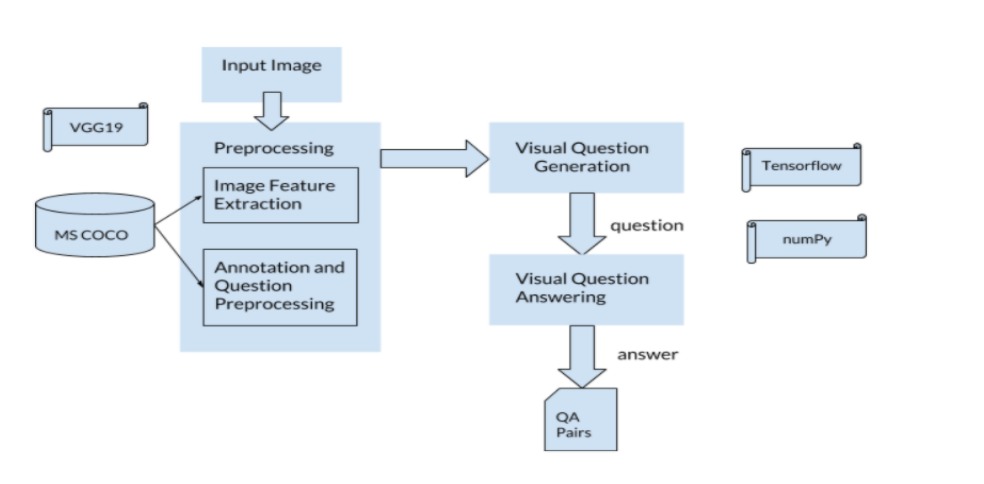 Input Image
VGG19
Preprocessing
Image Feature
Extraction
MS COCO
Annotation and
Question
Preprocessing
Visual Question
Generation
question
Visual Question
Answering
answer
QA
Pairs
Tensorflow
numPy